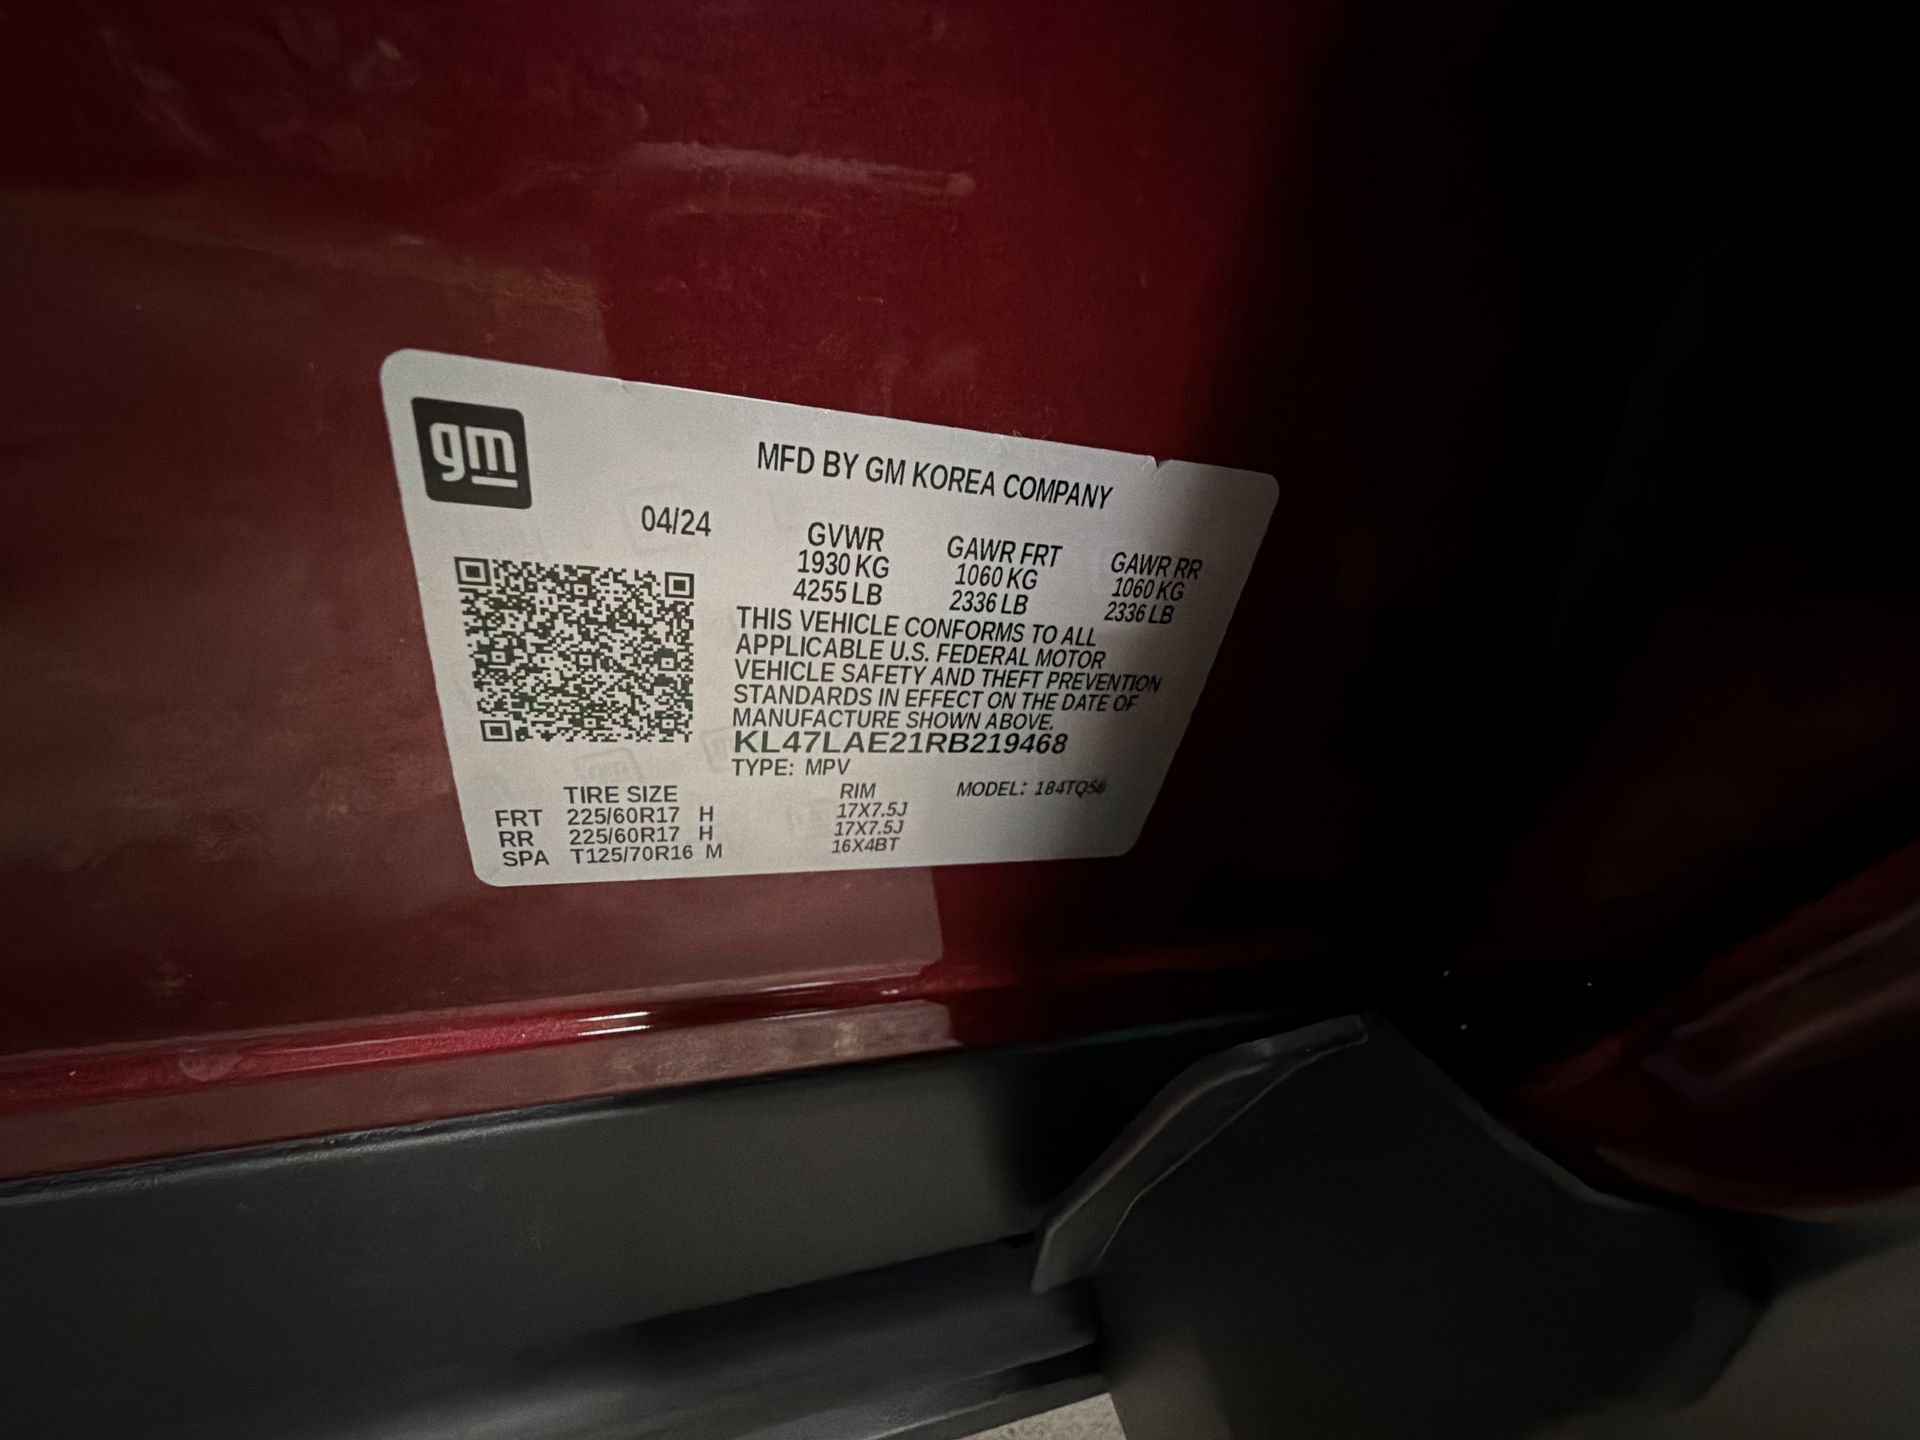 gm
MFD BY GM KOREA COMPANY
04/24
GVWR GAWR FRT GAWR RR
1930 KG 1060 KG 1060 KG
4255 LB 2336 LB 2336 LB
THIS VEHICLE CONFORMS TO ALL
APPLICABLE U.S. FEDERAL MOTOR
VEHICLE SAFETY AND THEFT PREVENTION
STANDARDS IN EFFECT ON THE DATE OF
MANUFACTURE SHOWN ABOVE.
KL47LAE21RB219468
TYPE: MPV
TIRE SIZE RIM MODEL:
FRT 225/60R17 H 17X7.5J
RR 225/60R17 H 17X7.5J
SPA T125/70R16 M 16X4BT